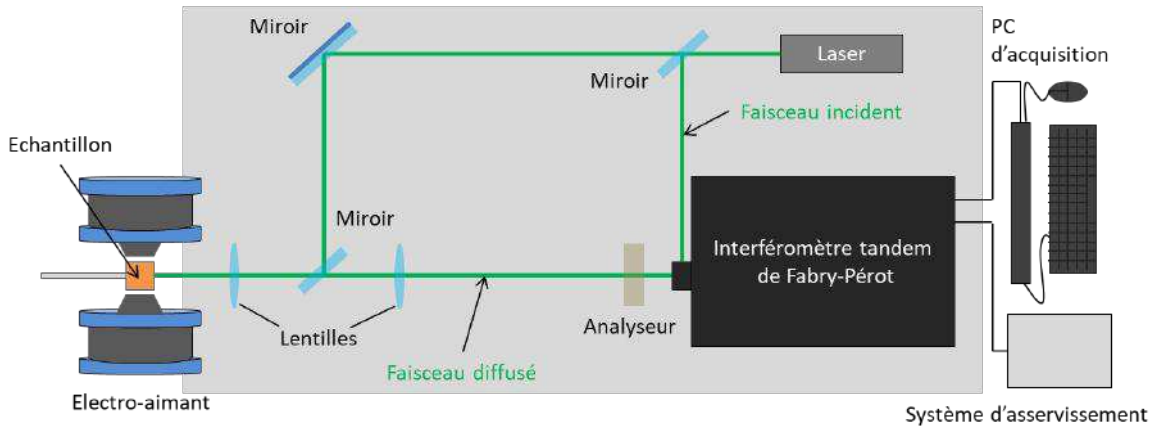 Miroir
Laser
Miroir
PC
d'acquisition
Faisceau incident
Echantillon
Miroir
Interféromètre tandem
de Fabry-Pérot
Lentilles
Analyseur
Faisceau diffusé
Electro-aimant
Système d'asservissement